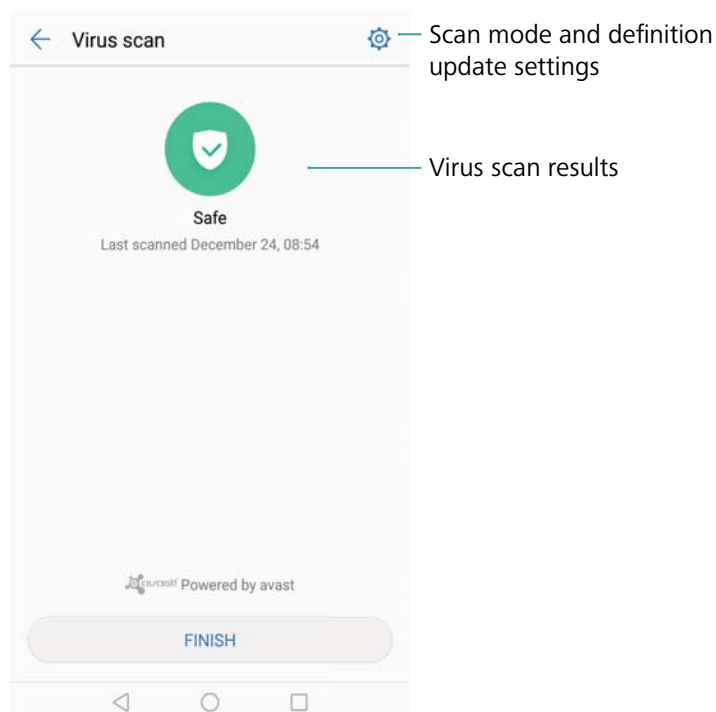 Virus scan
Scan mode and definition
update settings
Virus scan results
Safe
Last scanned December 24, 08:54
avast! Powered by avast
FINISH